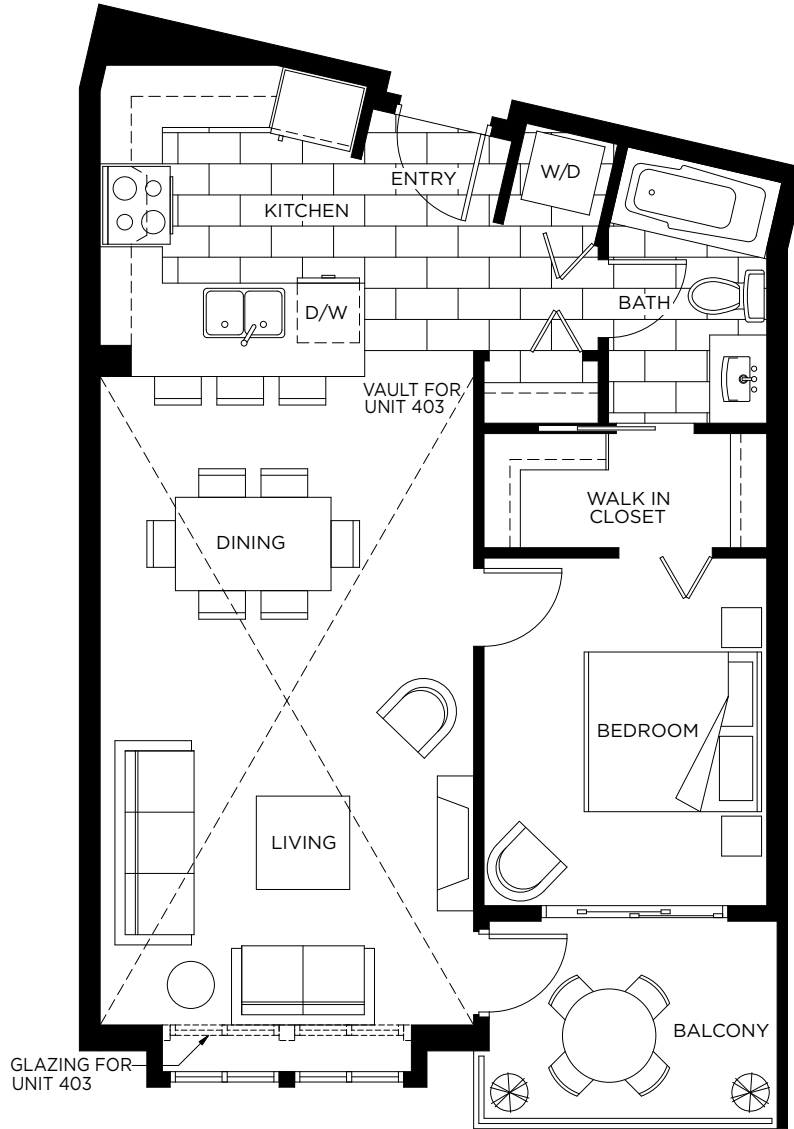 W/D
ENTRY
KITCHEN
BATH
D/W
VAULT FOR
UNIT 403
WALK IN
CLOSET
DINING
BEDROOM
LIVING
BALCONY
GLAZING FOR
UNIT 403